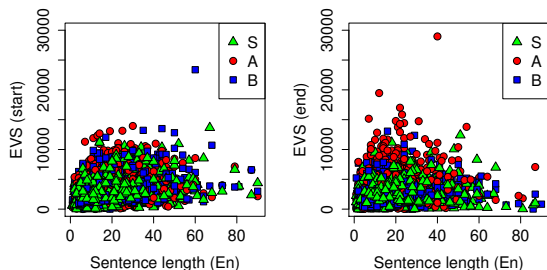 EVS (start)
0
10000
20000
30000
0
20
40
60
80
Sentence length (En)
S
A
B
EVS (end)
0
10000
20000
30000
0
20
40
60
80
Sentence length (En)
S
A
B